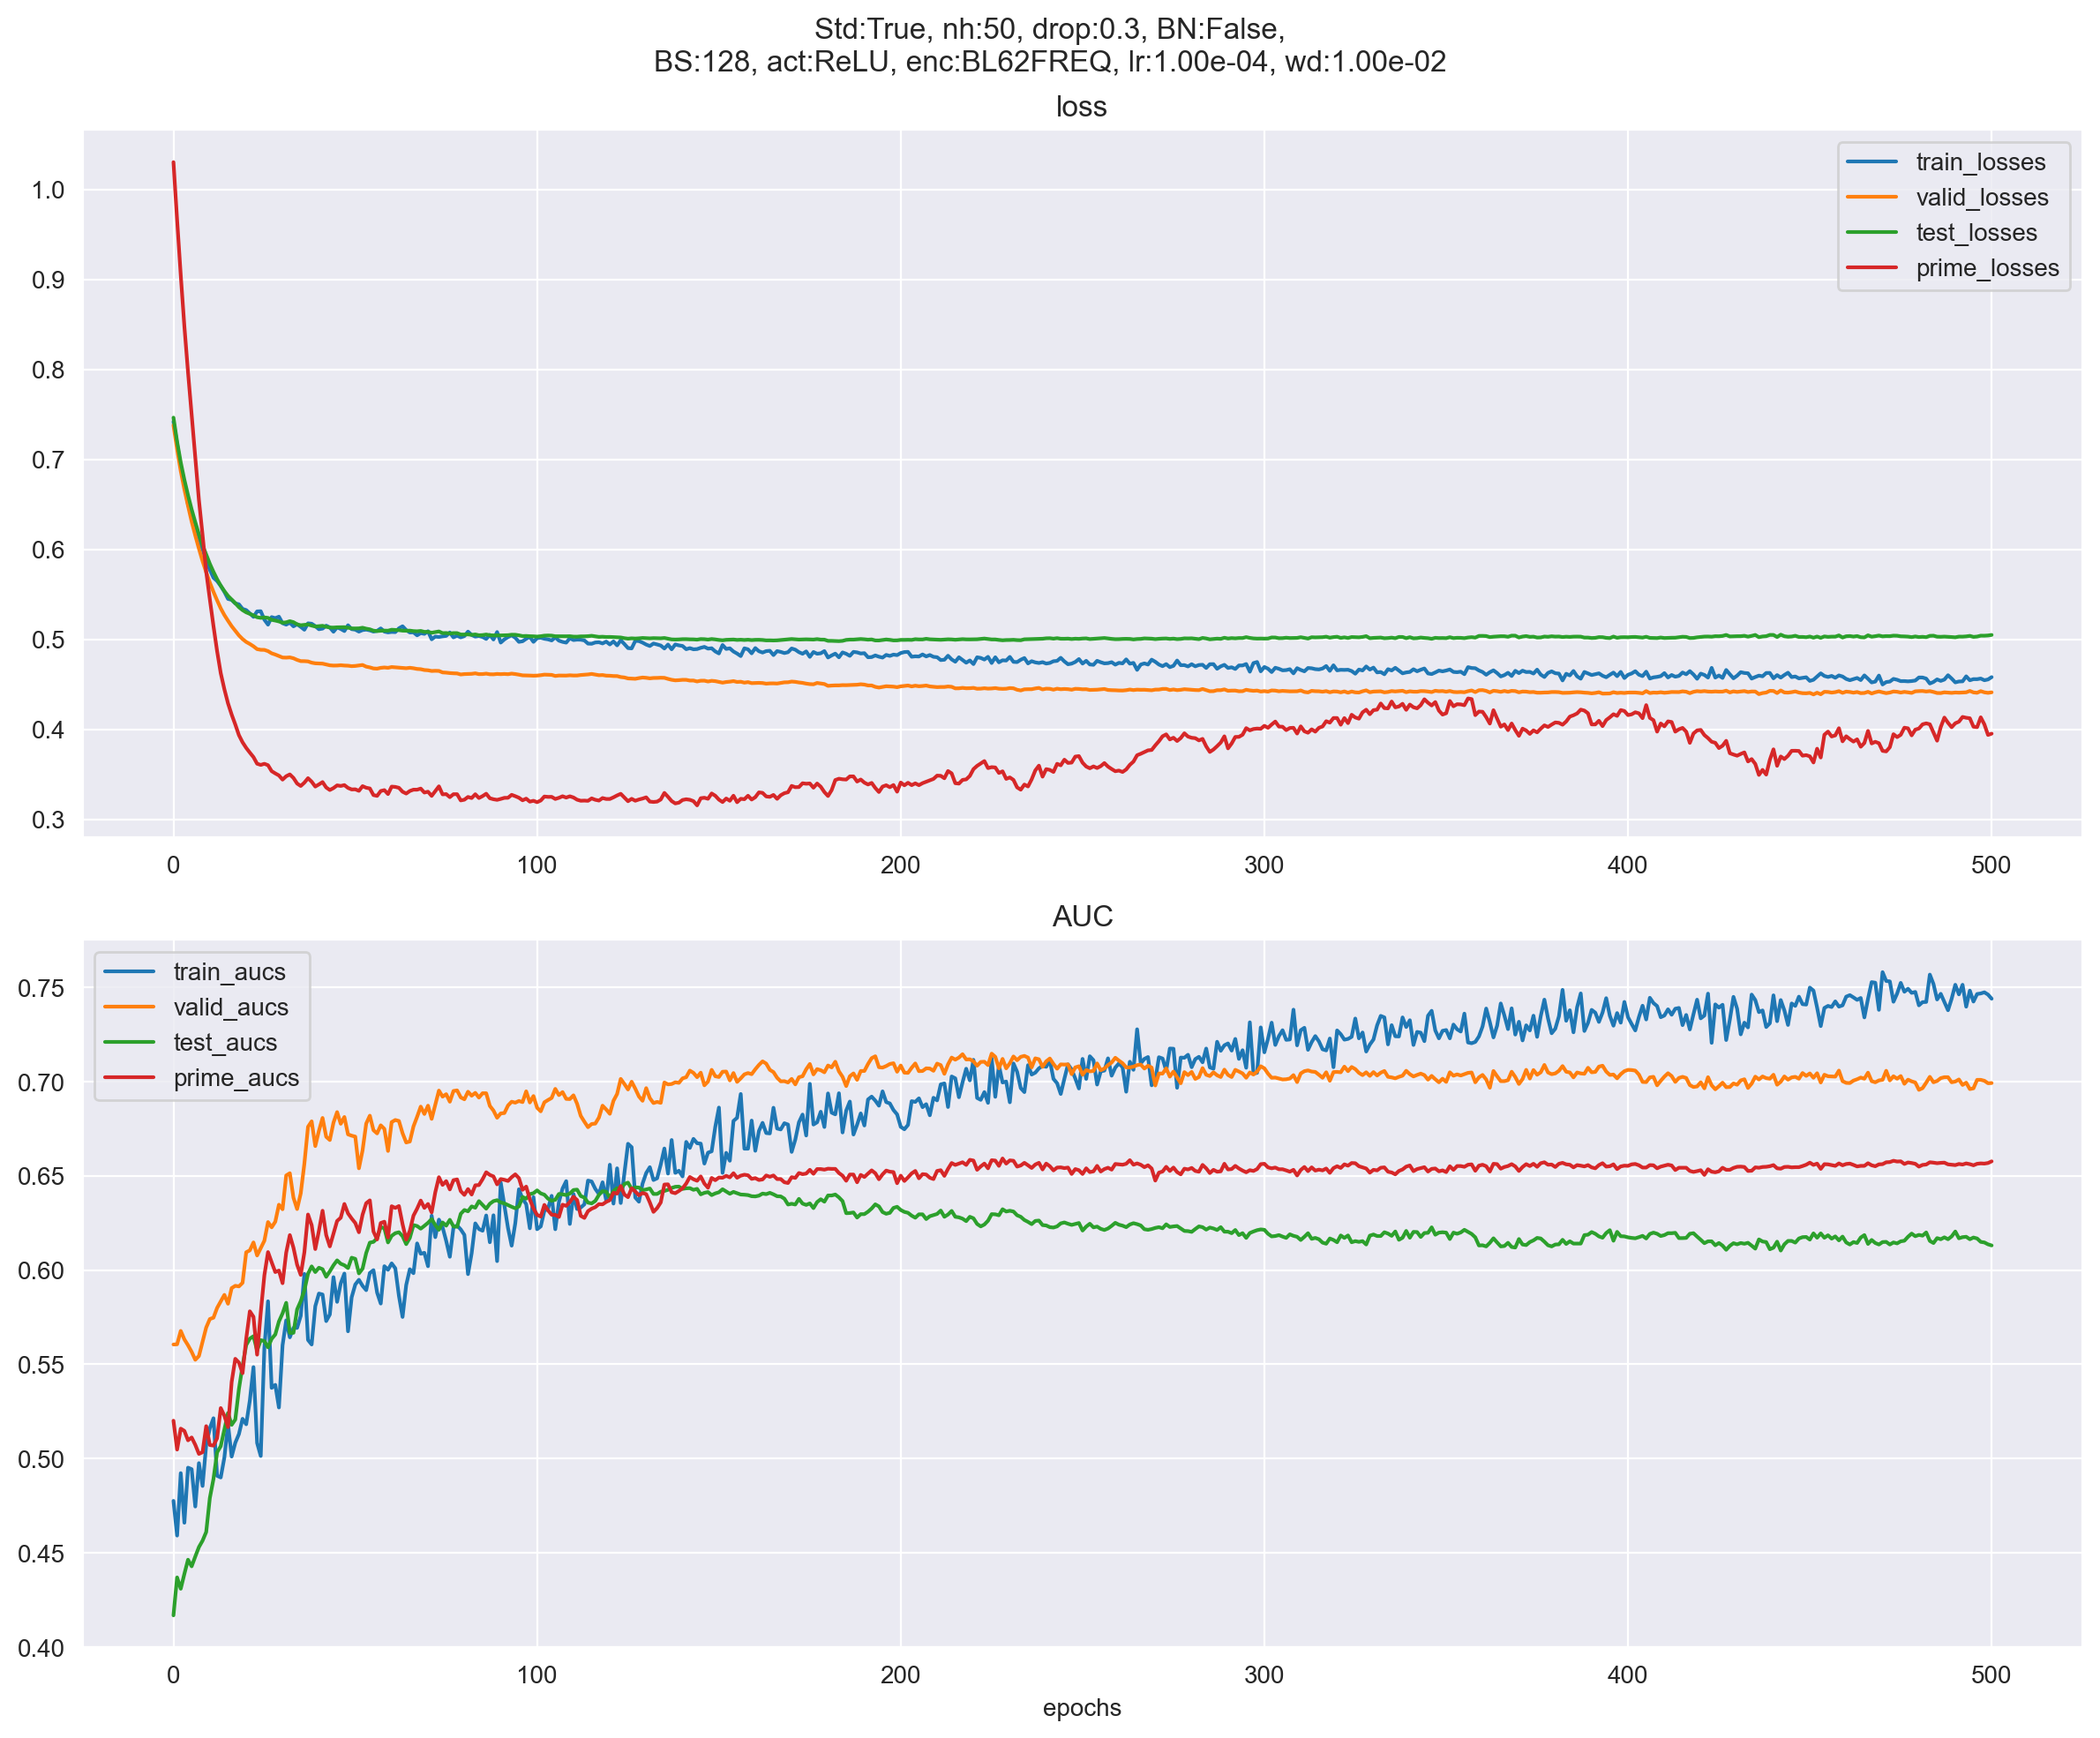 Std:True, nh:50, drop:0.3, BN:False,
BS:128, act:ReLU, enc:BL62FREQ, lr:1.00e-04, wd:1.00e-02
loss
train_losses
valid_losses
test_losses
prime_losses
1.0
0.9
0.8
0.7
0.6
0.5
0.4
0.3
0 100 200 300 400 500
AUC
train_aucs
valid_aucs
test_aucs
prime_aucs
0.75
0.70
0.65
0.60
0.55
0.50
0.45
0.40
0 100 200 300 400 500
epochs